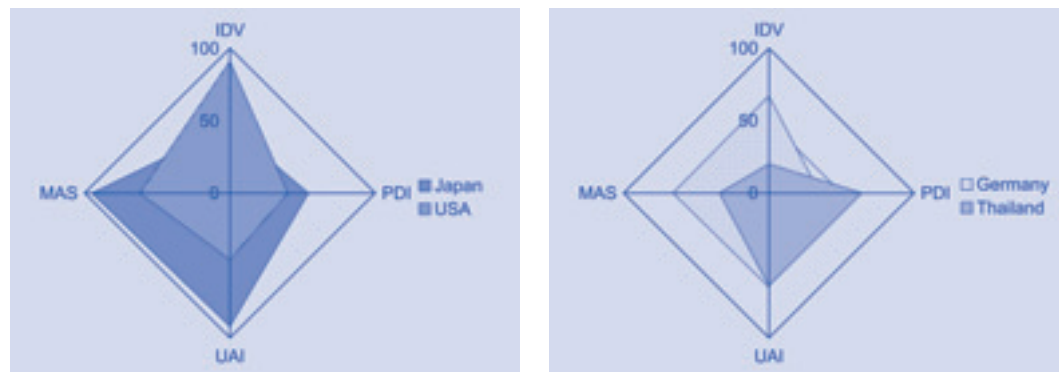 IDV
100
50
MAS
0
PDI
Japan
USA
UAI
IDV
100
50
MAS
0
PDI
Germany
Thailand
UAI